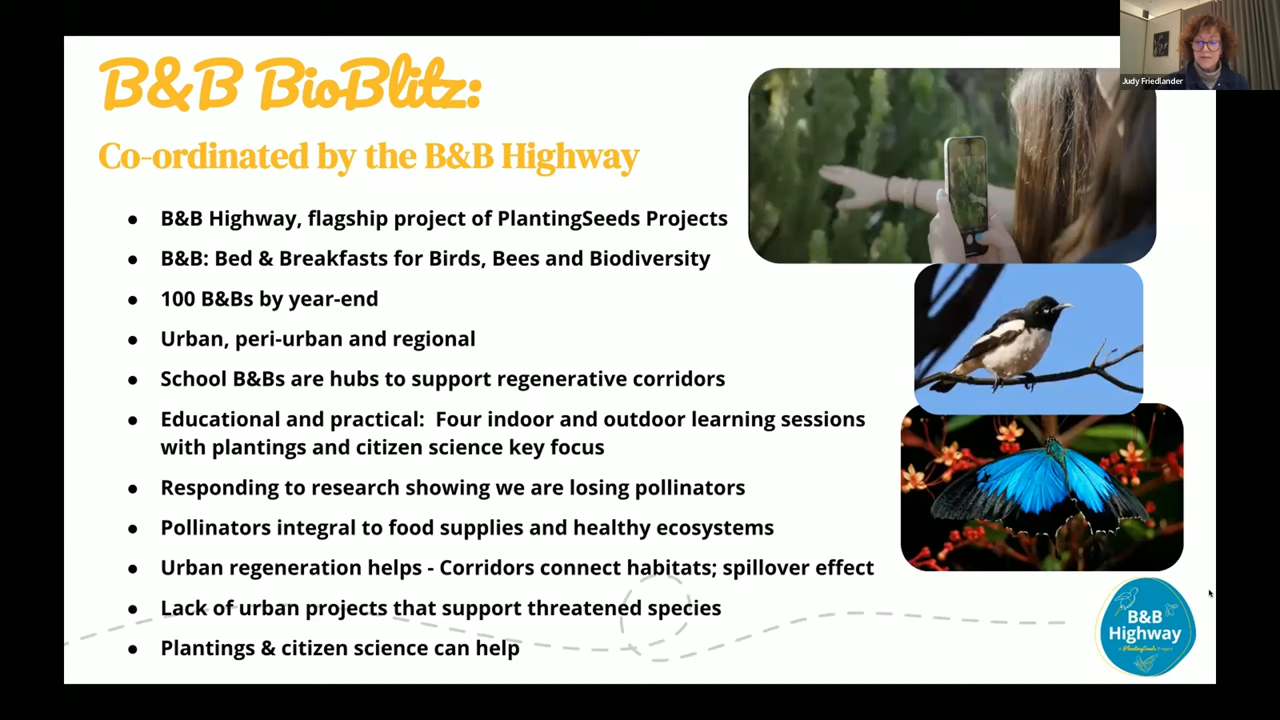 B&B BioBlitz:
Judy Friedlander
Co-ordinated by the B&B Highway
B&B Highway, flagship project of PlantingSeeds Projects
B&B: Bed & Breakfasts for Birds, Bees and Biodiversity
100 B&Bs by year-end
Urban, peri-urban and regional
School B&Bs are hubs to support regenerative corridors
Educational and practical: Four indoor and outdoor learning sessions
with plantings and citizen science key focus
Responding to research showing we are losing pollinators
Pollinators integral to food supplies and healthy ecosystems
Urban regeneration helps - Corridors connect habitats; spillover effect
Lack of urban projects that support threatened species
Plantings & citizen science can help
B&B
Highway
A PlantingSeeds Project